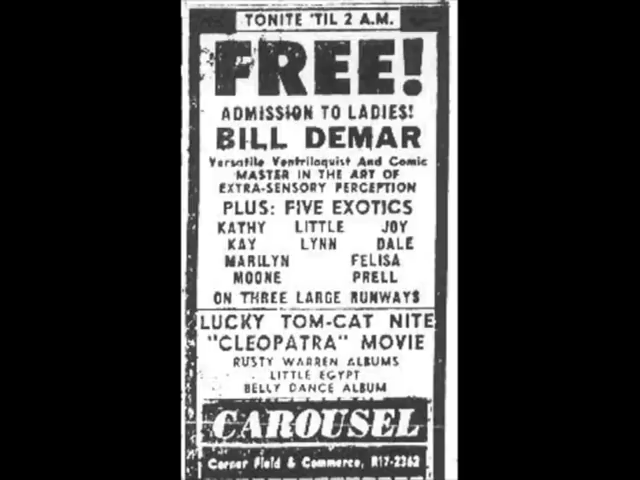 TONITE 'TIL 2 A.M.
FREE!
ADMISSION TO LADIES!
BILL DEMAR
Versatile Ventriloquist And Comic
MASTER IN THE ART OF
EXTRA-SENSORY PERCEPTION
PLUS: FIVE EXOTICS
KATHY LITTLE JOY
KAY LYNN DALE
MARILYN FELISA
MOONE PRELL
ON THREE LARGE RUNWAYS
LUCKY TOM-CAT NITE
"CLEOPATRA" MOVIE
RUSTY WARREN ALBUMS
LITTLE EGYPT
BELLY DANCE ALBUM
CAROUSEL
Corner Field & Commerce, RI7-2362